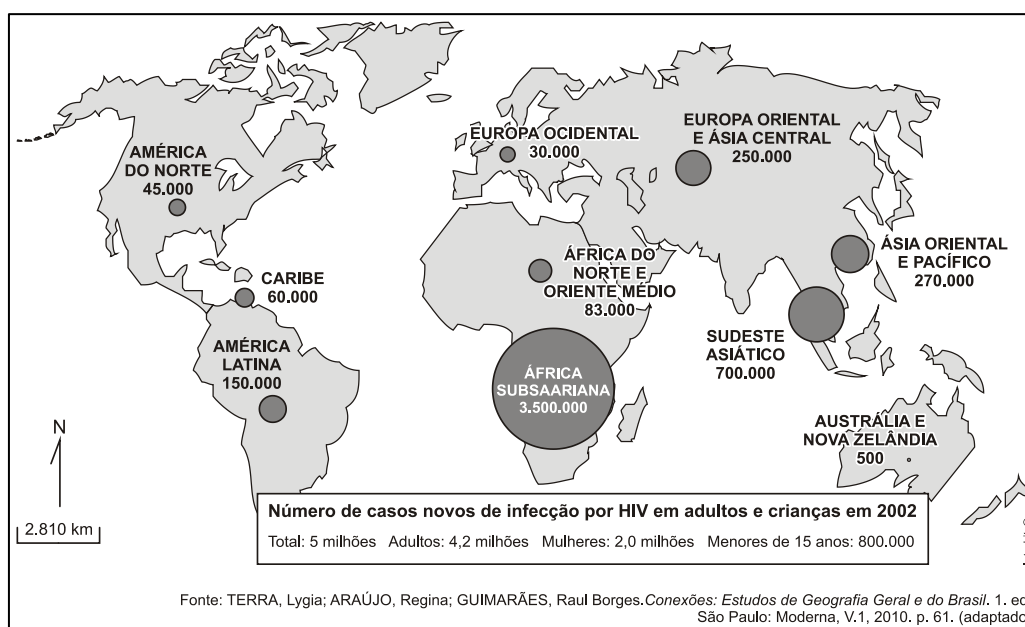 AMÉRICA
DO NORTE
45.000
EUROPA OCIDENTAL
30.000
EUROPA ORIENTAL
E ÁSIA CENTRAL
250.000
CARIBE
60.000
ÁFRICA DO
NORTE E
ORIENTE MÉDIO
83.000
ÁSIA ORIENTAL
E PACÍFICO
270.000
AMÉRICA
LATINA
150.000
ÁFRICA
SUBSAARIANA
3.500.000
SUDESTE
ASIÁTICO
700.000
AUSTRÁLIA E
NOVA ZELÂNDIA
500
N
2.810 km
Número de casos novos de infecção por HIV em adultos e crianças em 2002
Total: 5 milhões Adultos: 4,2 milhões Mulheres: 2,0 milhões Menores de 15 anos: 800.000
Fonte: TERRA, Lygia; ARAÚJO, Regina; GUIMARÃES, Raul Borges.Conexões: Estudos de Geografia Geral e do Brasil. 1. ed
São Paulo: Moderna, V.1, 2010. p. 61. (adaptado